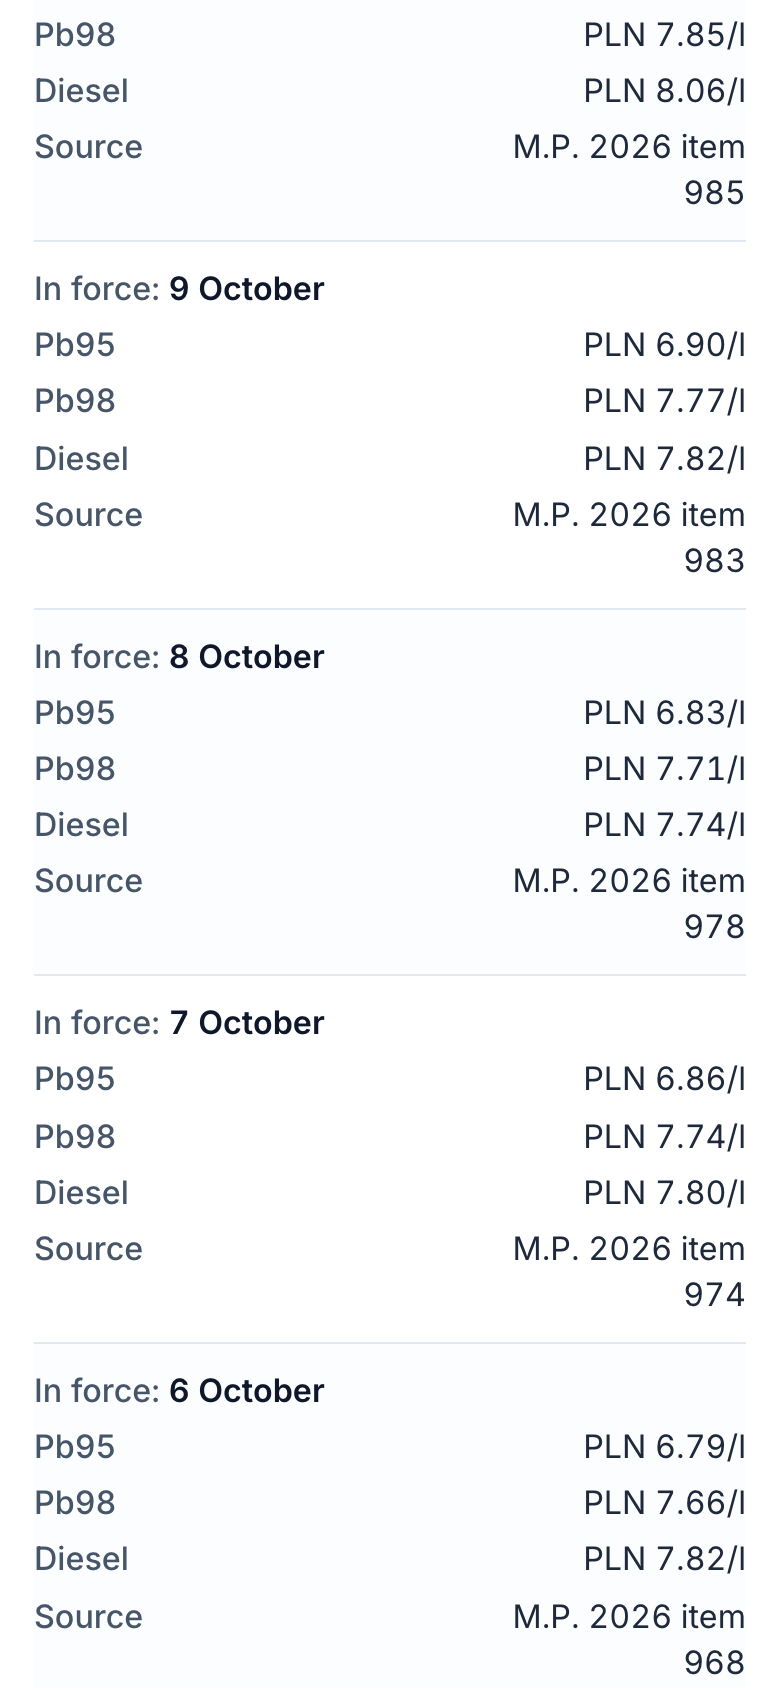 Pb98 PLN 7.85/l
Diesel PLN 8.06/l
Source M.P. 2026 item
985
In force: 9 October
Pb95 PLN 6.90/l
Pb98 PLN 7.77/l
Diesel PLN 7.82/l
Source M.P. 2026 item
983
In force: 8 October
Pb95 PLN 6.83/l
Pb98 PLN 7.71/l
Diesel PLN 7.74/l
Source M.P. 2026 item
978
In force: 7 October
Pb95 PLN 6.86/l
Pb98 PLN 7.74/l
Diesel PLN 7.80/l
Source M.P. 2026 item
974
In force: 6 October
Pb95 PLN 6.79/l
Pb98 PLN 7.66/l
Diesel PLN 7.82/l
Source M.P. 2026 item
968